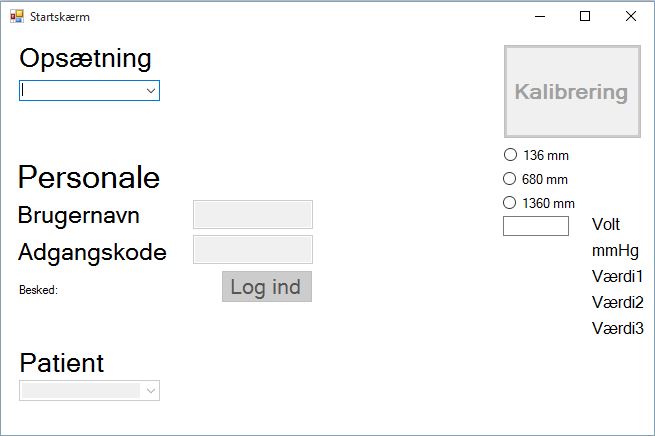 Startskærm
Opsætning
Kalibrering
136 mm
680 mm
1360 mm
Personale
Brugernavn
Adgangskode
Besked:
Log ind
Volt
mmHg
Værdi1
Værdi2
Værdi3
Patient